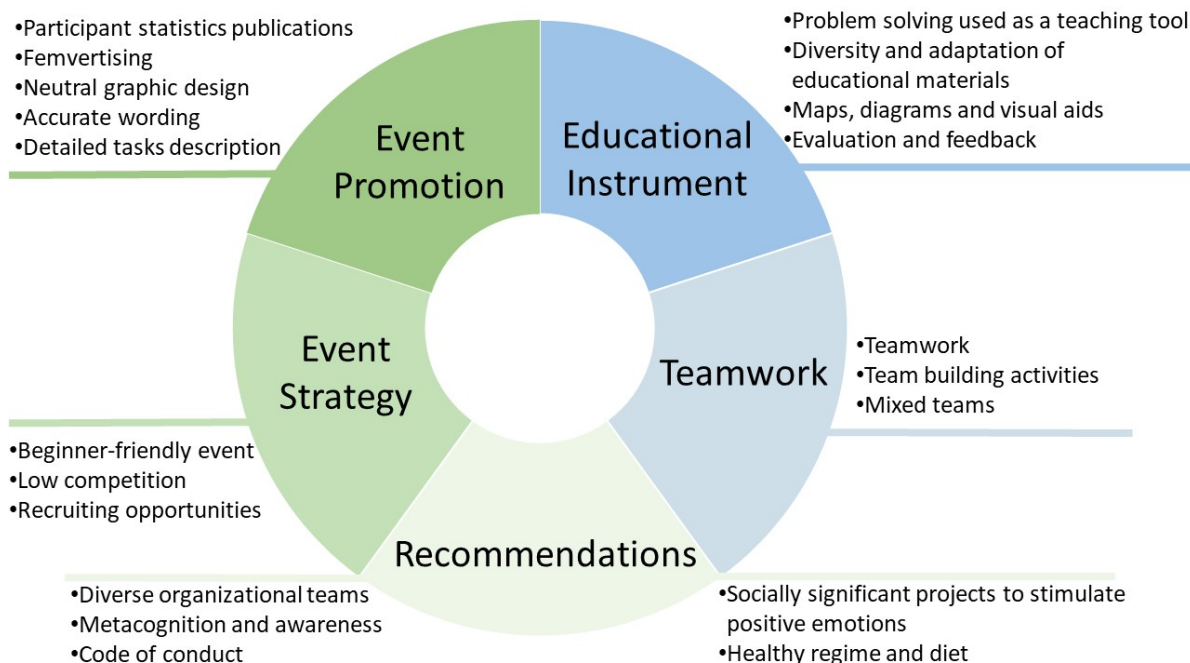 •Participant statistics publications
•Femvertising
•Neutral graphic design
•Accurate wording
•Detailed tasks description
•Problem solving used as a teaching tool
•Diversity and adaptation of
educational materials
•Maps, diagrams and visual aids
•Evaluation and feedback
Event
Promotion
Educational
Instrument
Event
Strategy
Teamwork
•Teamwork
•Team building activities
•Mixed teams
•Beginner-friendly event
•Low competition
•Recruiting opportunities
Recommendations
•Diverse organizational teams
•Metacognition and awareness
•Code of conduct
•Socially significant projects to stimulate
positive emotions
•Healthy regime and diet